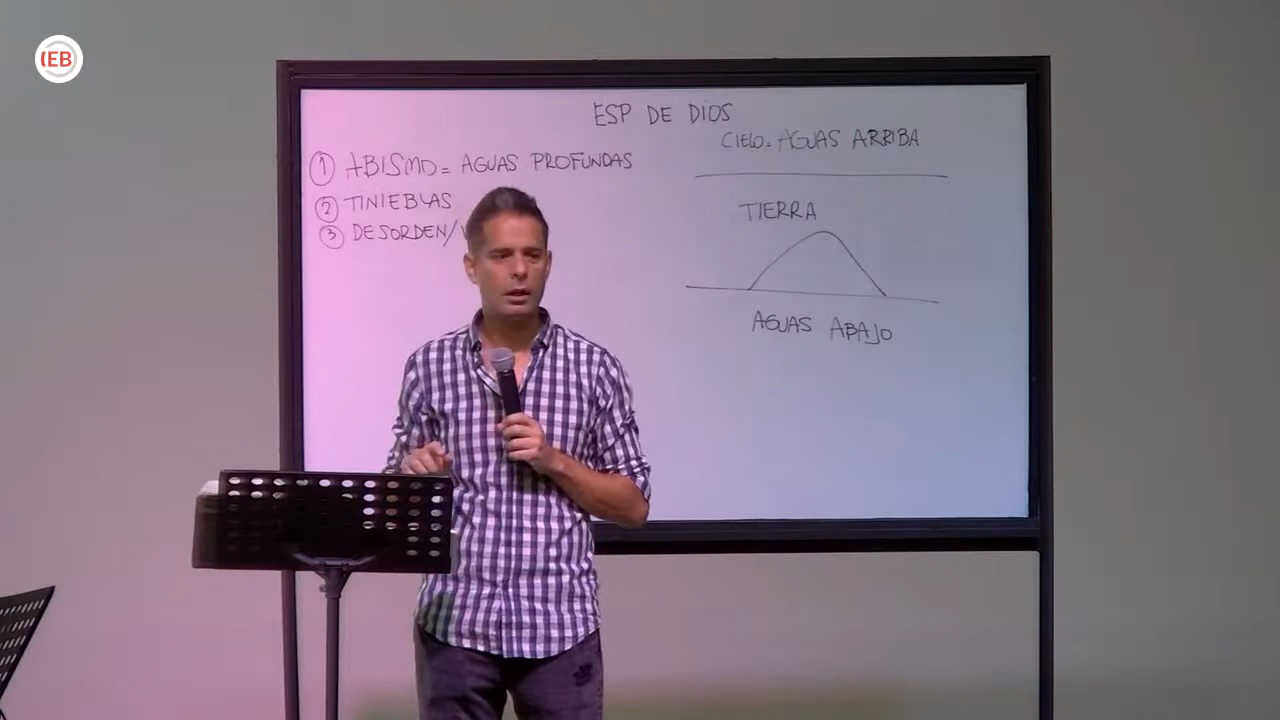 IEB
ESP DE DIOS
① ABISMO = AGUAS PROFUNDAS
② TINIEBLAS
③ DESORDEN/
CIELO = AGUAS ARRIBA
TIERRA
AGUAS ABAJO